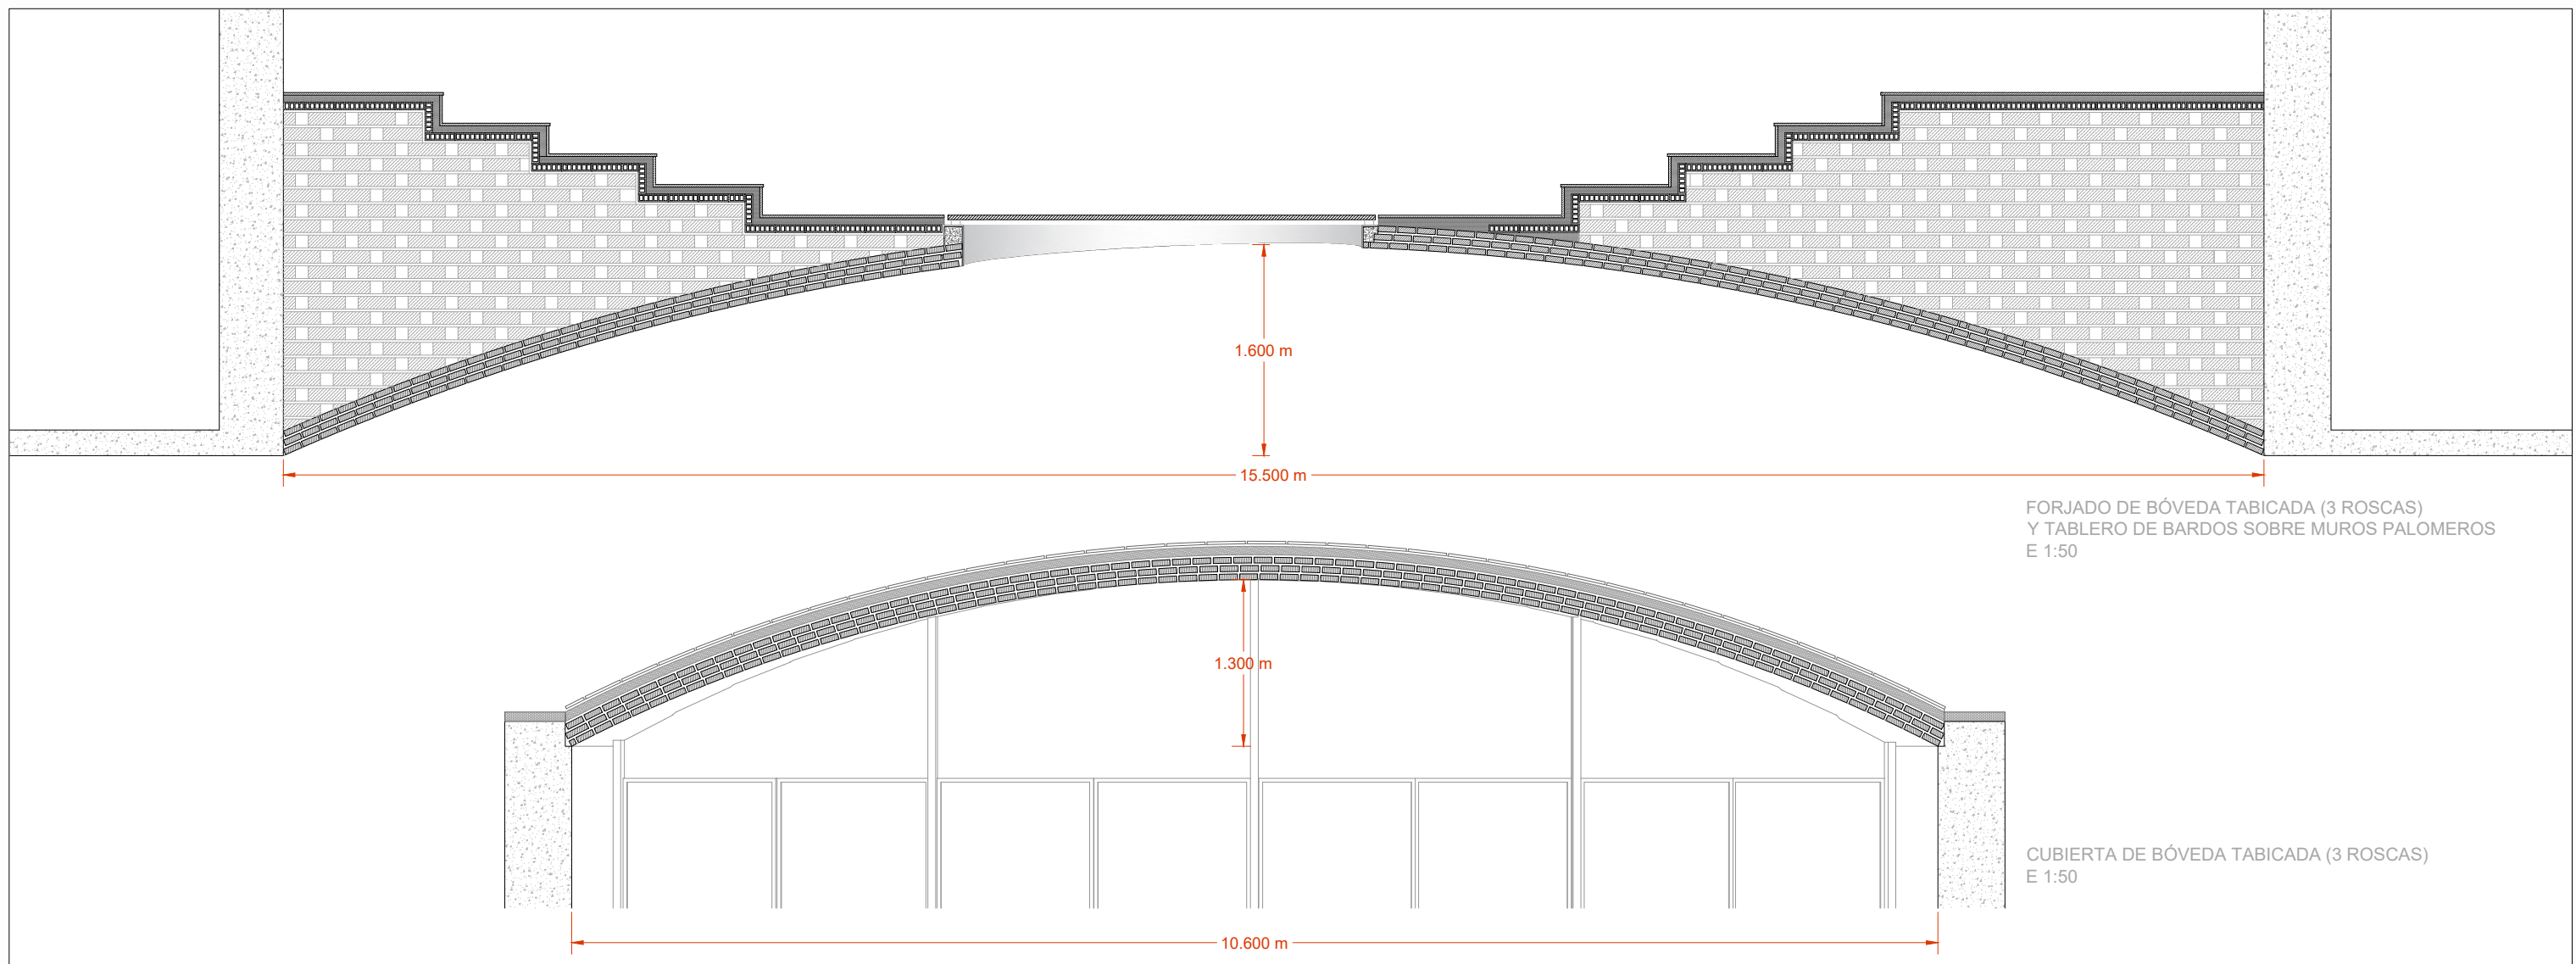 1.600 m
15.500 m
FORJADO DE BÓVEDA TABICADA (3 ROSCAS)
Y TABLERO DE BARDOS SOBRE MUROS PALOMEROS
E 1:50
1.300 m
CUBIERTA DE BÓVEDA TABICADA (3 ROSCAS)
E 1:50
10.600 m